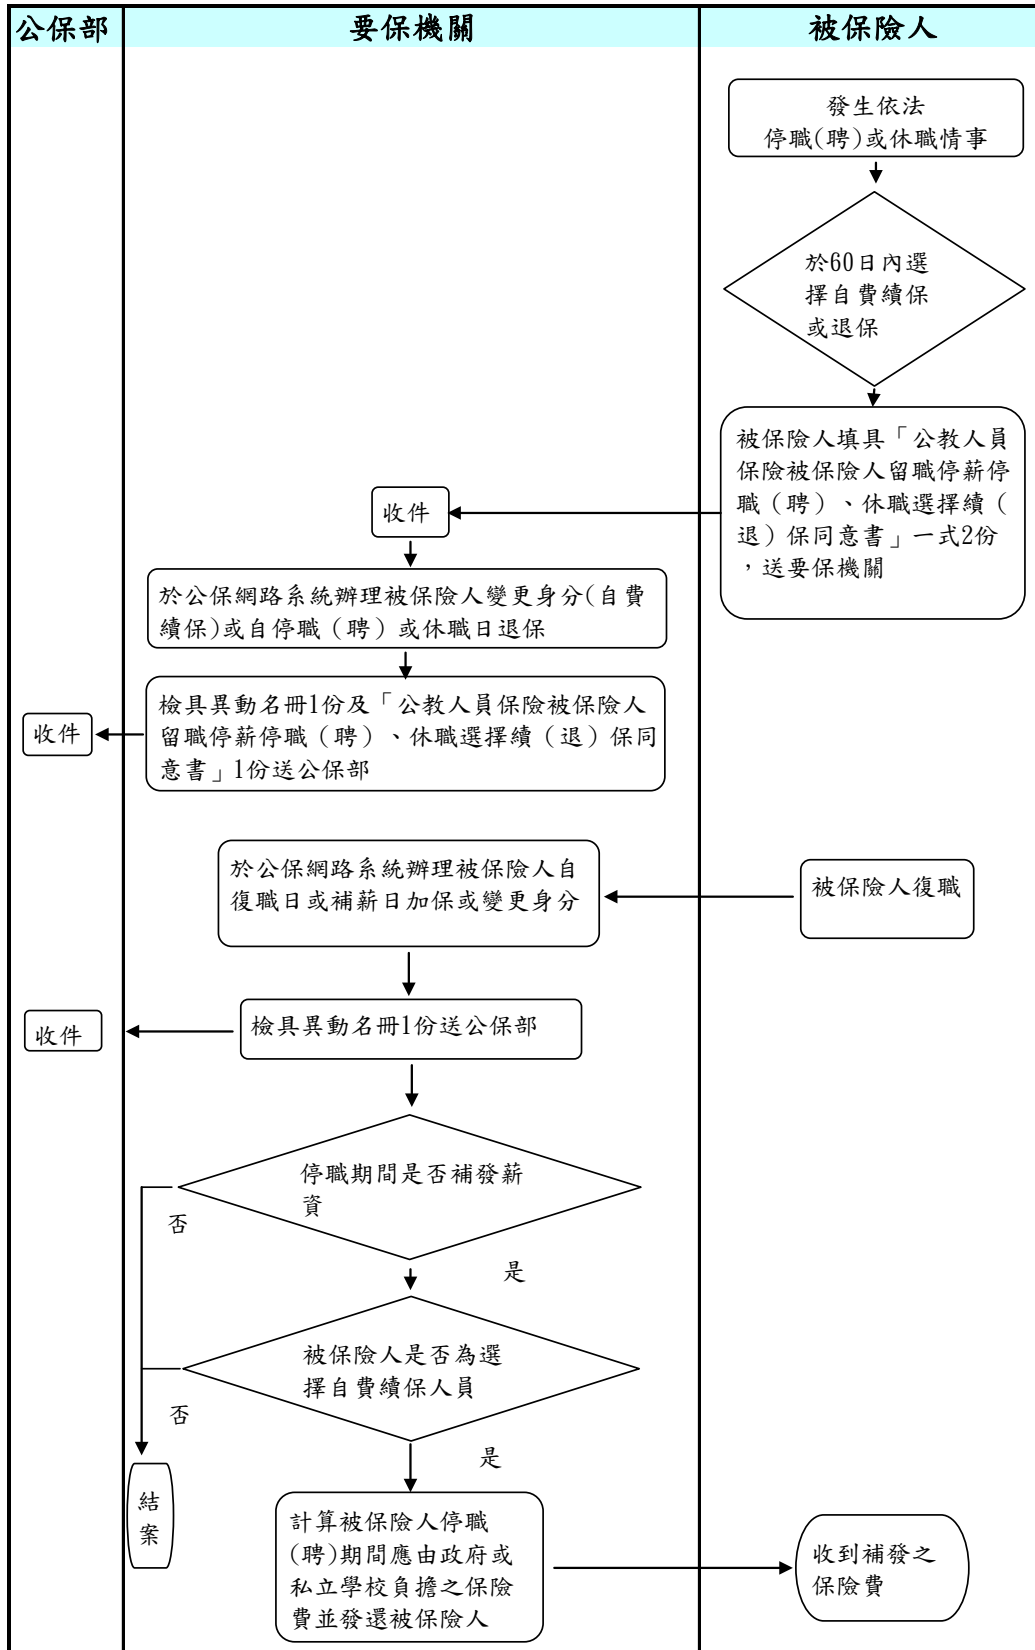 公保部
要保機關
被保險人
發生依法
停職(聘)或休職情事
於60日內選
擇自費續保
或退保
被保險人填具「公教人員
保險被保險人留職停薪停
職（聘）、休職選擇續（
退）保同意書」一式2份
，送要保機關
收件
於公保網路系統辦理被保險人變更身分(自費
續保)或自停職（聘）或休職日退保
檢具異動名冊1份及「公教人員保險被保險人
留職停薪停職（聘）、休職選擇續（退）保同
意書」1份送公保部
收件
被保險人復職
於公保網路系統辦理被保險人自
復職日或補薪日加保或變更身分
檢具異動名冊1份送公保部
收件
停職期間是否補發薪
資
否
是
被保險人是否為選
擇自費續保人員
否
是
結
案
計算被保險人停職
(聘)期間應由政府或
私立學校負擔之保險
費並發還被保險人
收到補發之
保險費